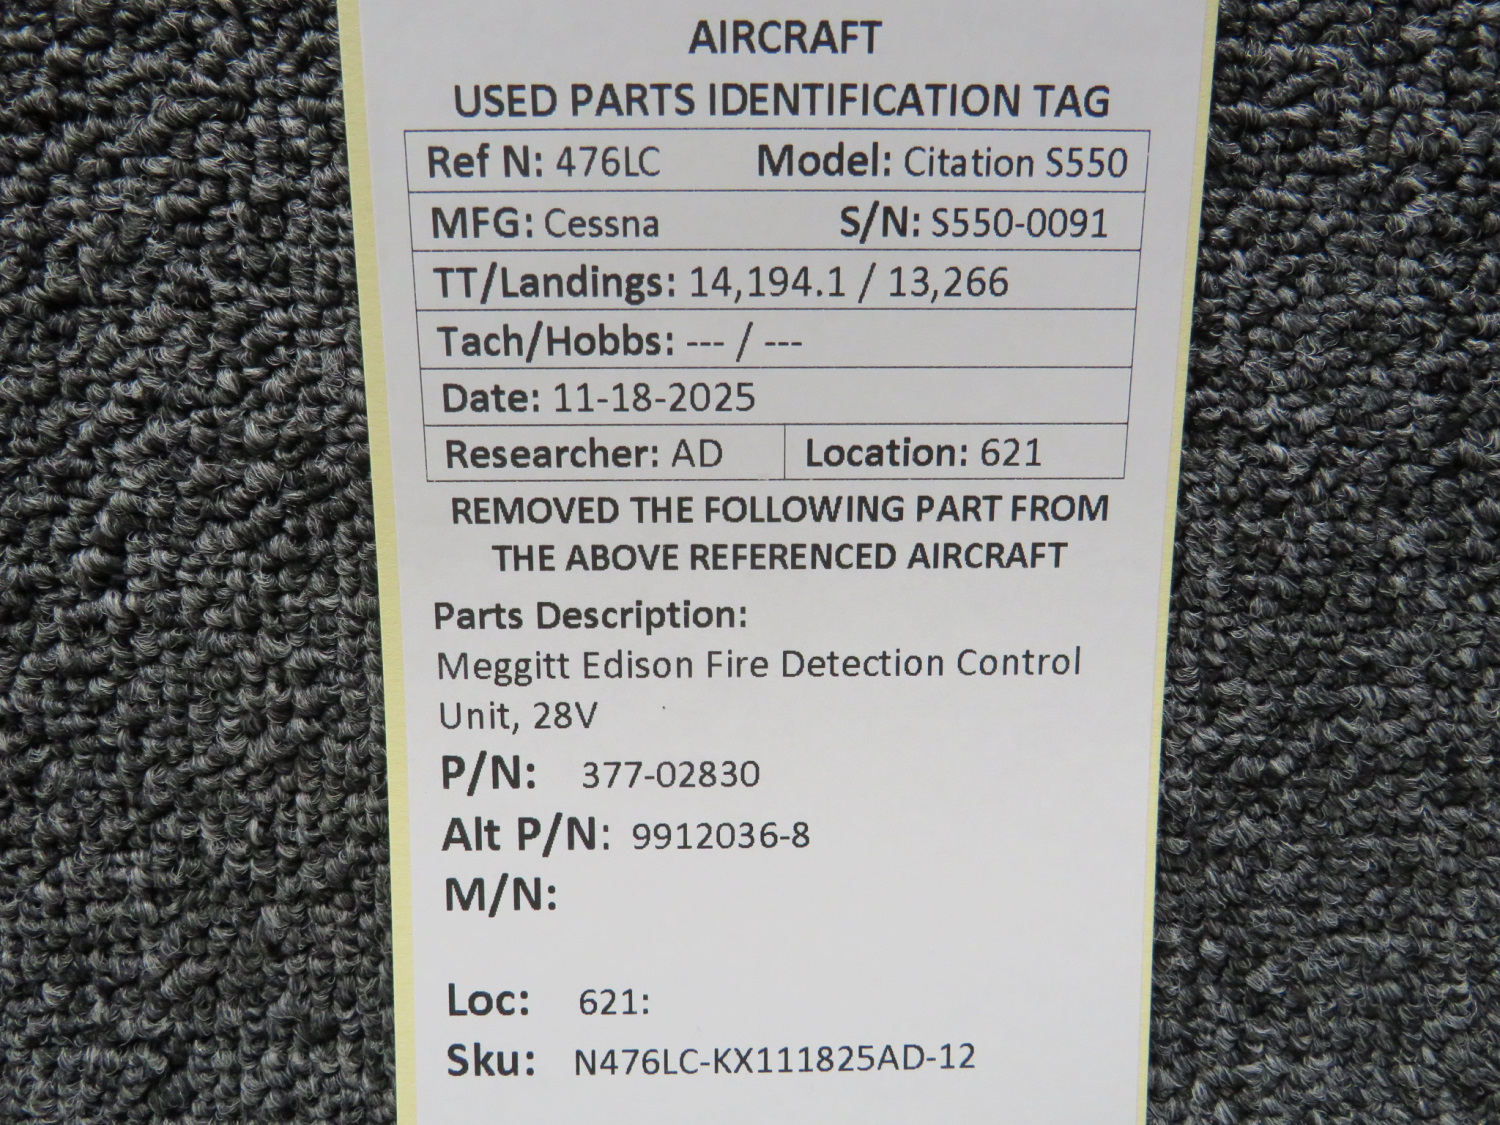 AIRCRAFT
USED PARTS IDENTIFICATION TAG
Ref N: 476LC Model: Citation S550
MFG: Cessna S/N: S550-0091
TT/Landings: 14,194.1 / 13,266
Tach/Hobbs: --- / ---
Date: 11-18-2025
Researcher: AD Location: 621
REMOVED THE FOLLOWING PART FROM
THE ABOVE REFERENCED AIRCRAFT
Parts Description:
Meggitt Edison Fire Detection Control
Unit, 28V
P/N: 377-02830
Alt P/N: 9912036-8
M/N:
Loc: 621:
Sku: N476LC-KX111825AD-12